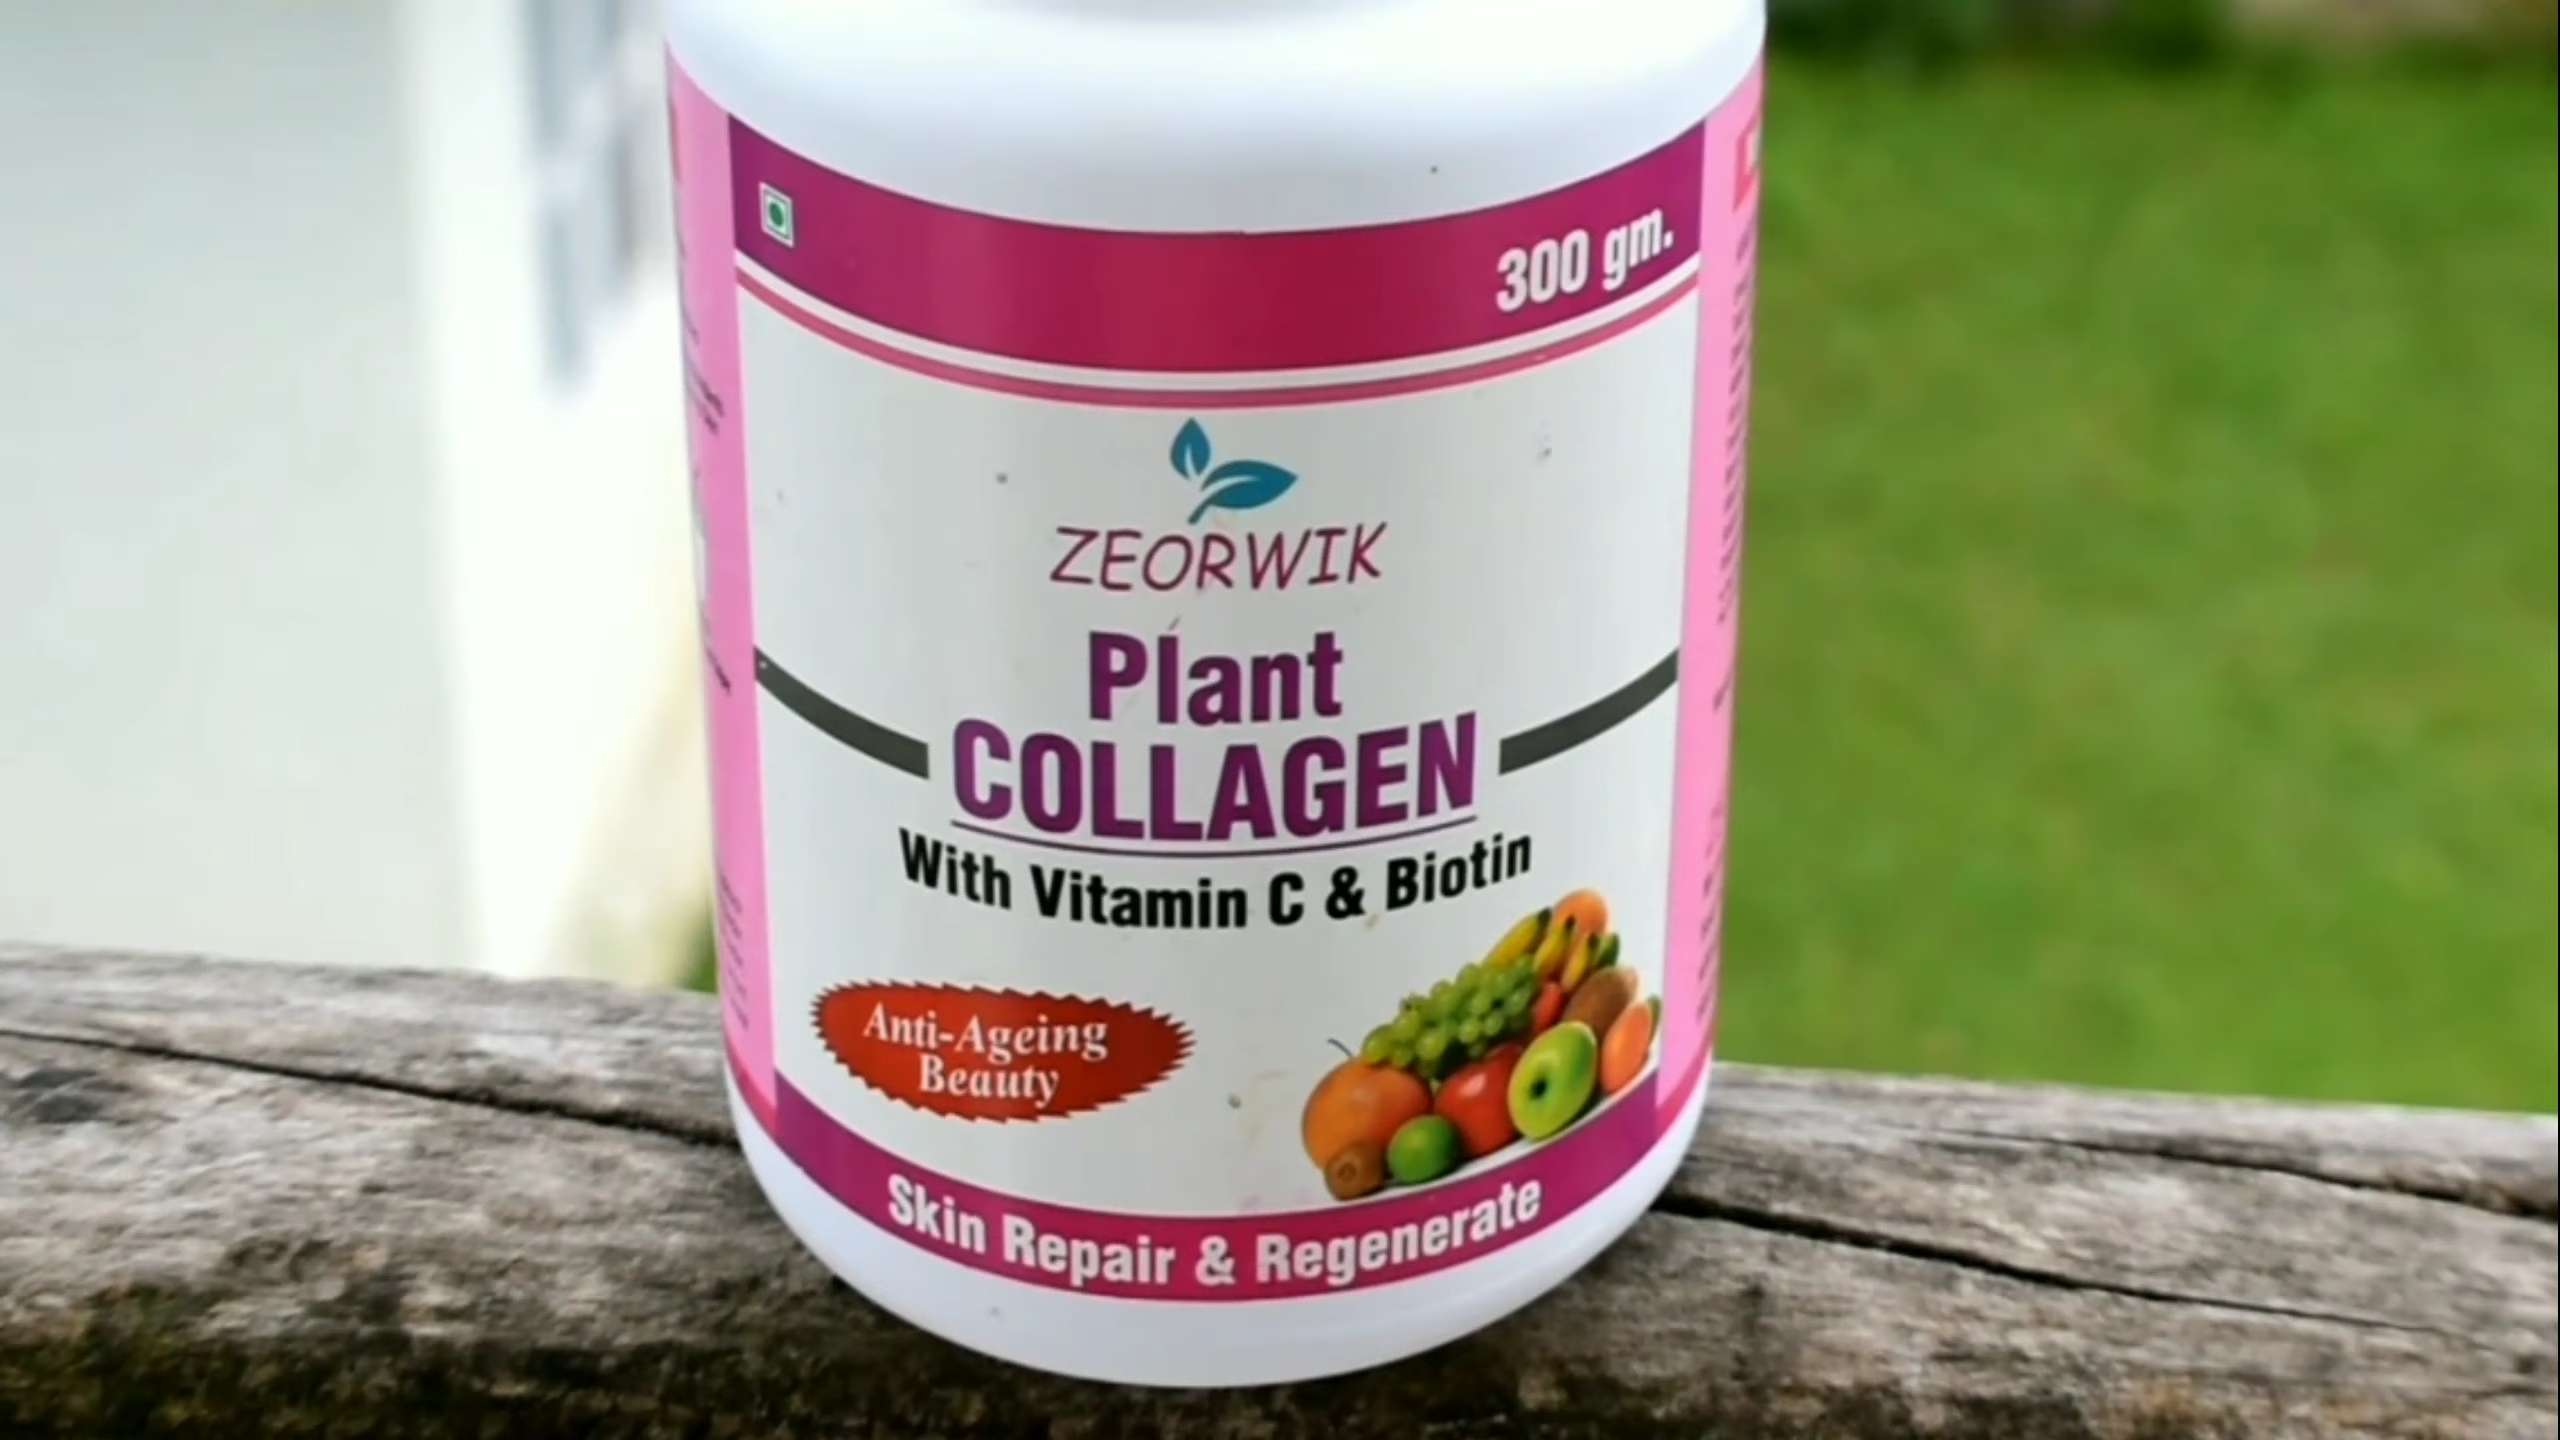 300 gm.
ZEORWIK
Plant
COLLAGEN
With Vitamin C & Biotin
Anti-Ageing
Beauty
Skin Repair & Regenerate